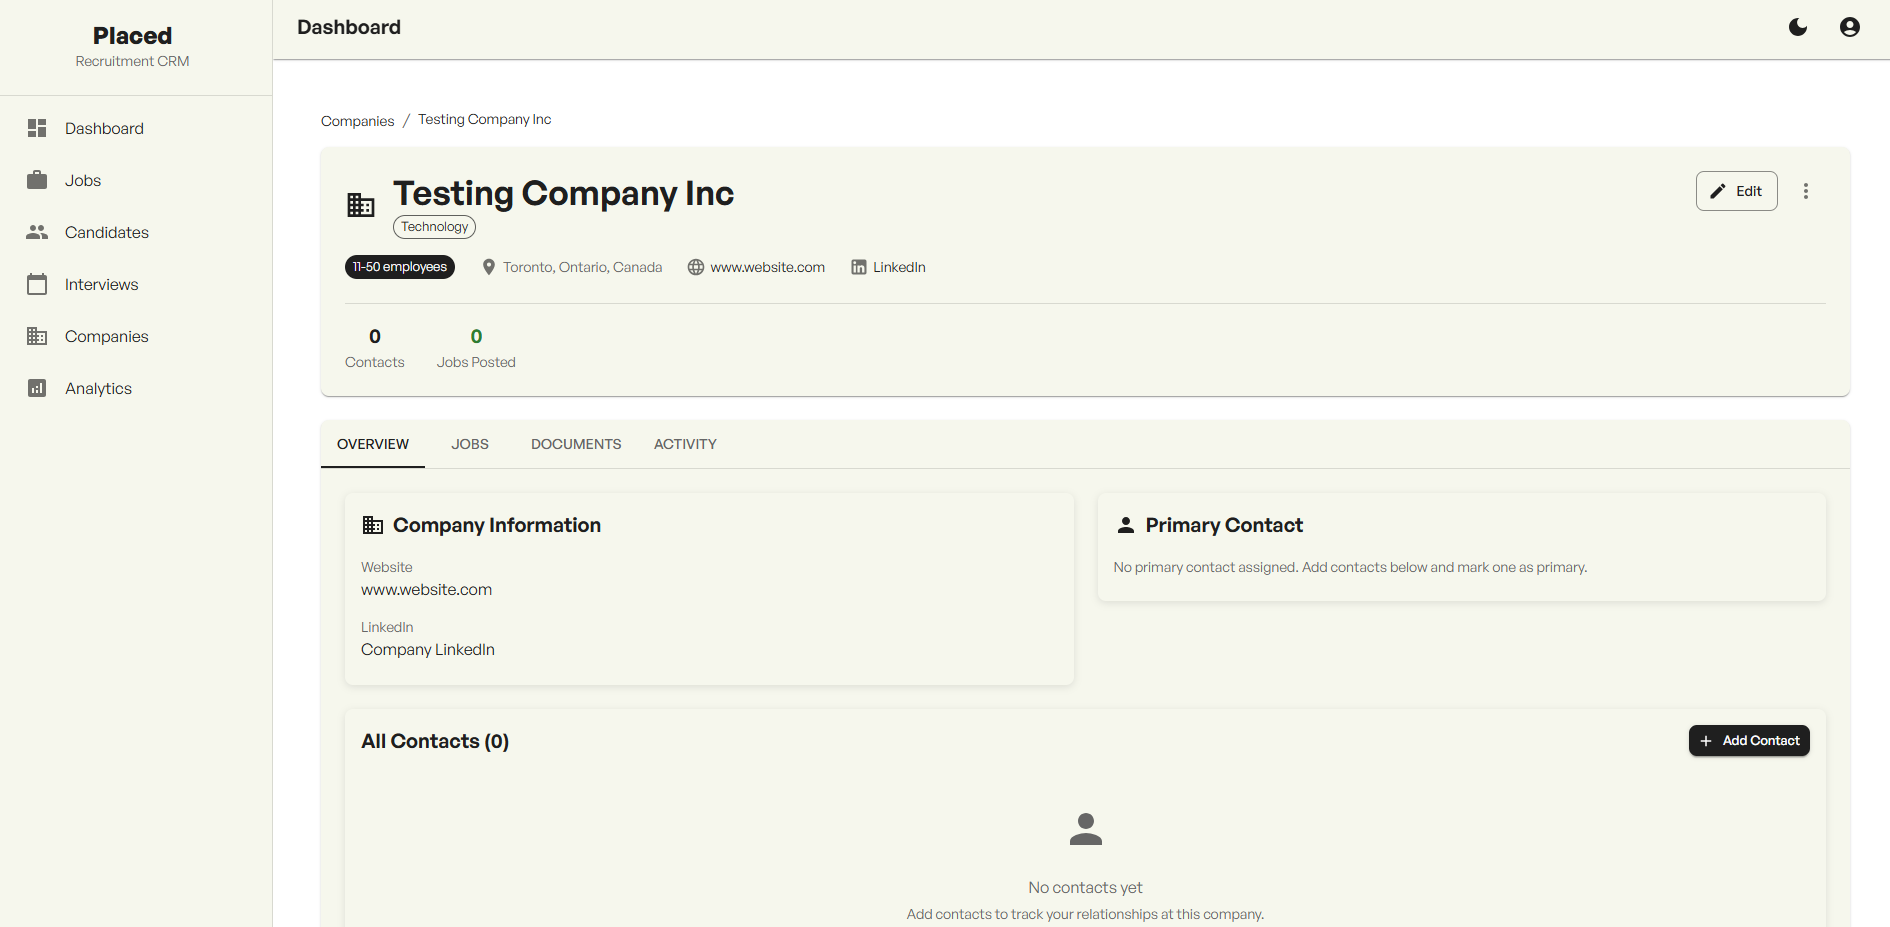 Placed
Recruitment CRM
Dashboard
Jobs
Candidates
Interviews
Companies
Analytics
Dashboard
Companies / Testing Company Inc
Testing Company Inc
Edit
Technology
11-50 employees Toronto, Ontario, Canada www.website.com LinkedIn
0 0
Contacts Jobs Posted
OVERVIEW JOBS DOCUMENTS ACTIVITY
Company Information
Website
www.website.com
LinkedIn
Company LinkedIn
Primary Contact
No primary contact assigned. Add contacts below and mark one as primary.
All Contacts (0)
+ Add Contact
No contacts yet
Add contacts to track your relationships at this company.